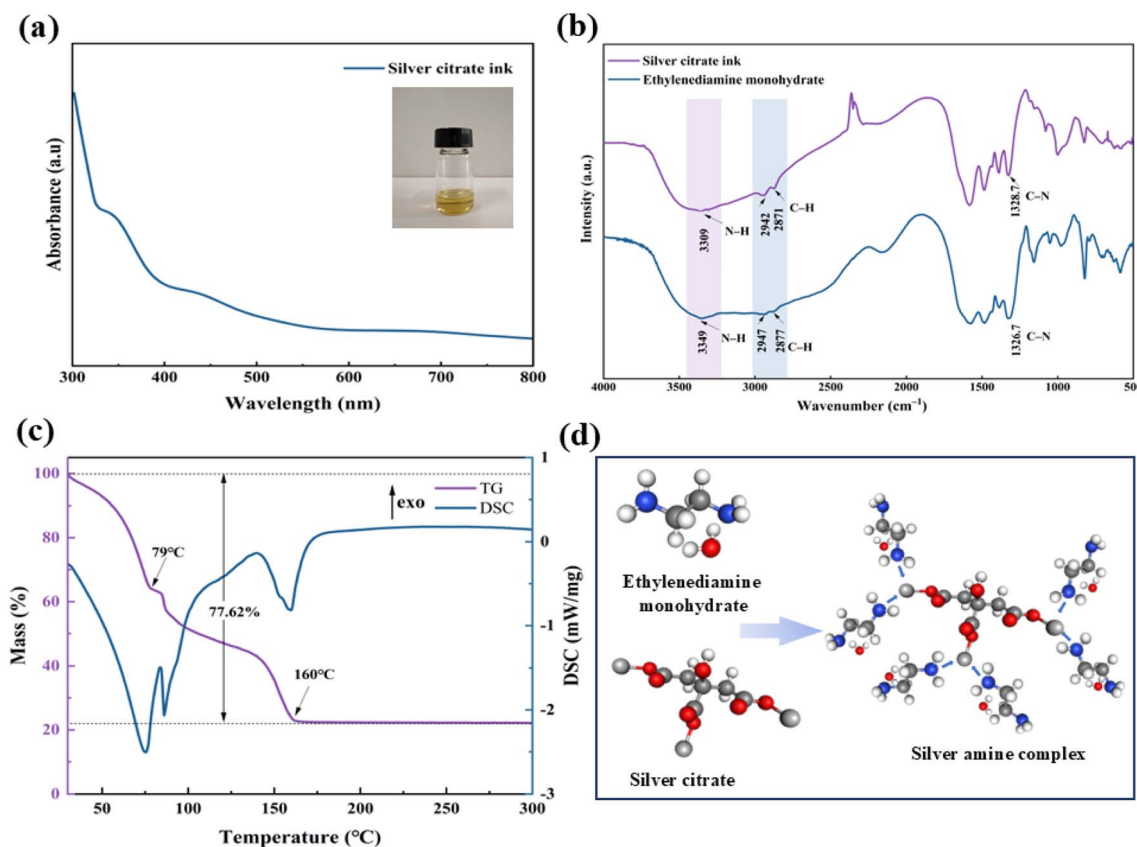 (a)
Silver citrate ink
Absorbance (a.u)
300 400 500 600 700 800
Wavelength (nm)
(b)
Silver citrate ink
Ethylenediamine monohydrate
Intensity (a.u.)
N–H
3309
2942
2871
C–H
1328.7
C–N
3349
N–H
2947
2877
C–H
1326.7
C–N
4000 3500 3000 2500 2000 1500 1000 50
Wavenumber (cm⁻¹)
(c)
100
80
60
40
20
0
Mass (%)
TG
DSC
exo
79°C
77.62%
160°C
1
0
-1
-2
-3
DSC (mW/mg)
50 100 150 200 250 300
Temperature (°C)
(d)
Ethylenediamine
monohydrate
Silver citrate
Silver amine complex